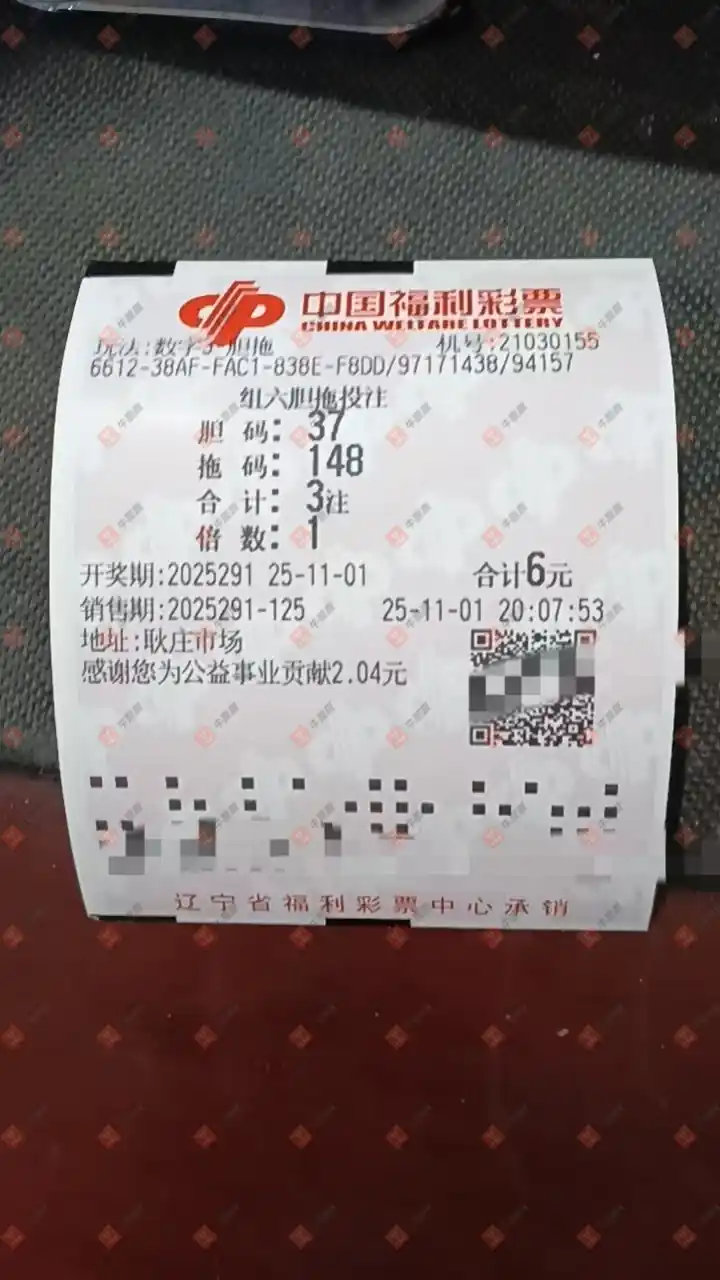 中国福利彩票
CHINA WELFARE LOTTERY
玩法:数字3-胆拖 机号:21030155
6612-38AF-FAC1-838E-F8DD/97171438/94157
组六胆拖投注
胆 码: 37
拖 码: 148
合 计: 3注
倍 数: 1
开奖期:2025291 25-11-01 合计6元
销售期:2025291-125 25-11-01 20:07:53
地址:耿庄市场
感谢您为公益事业贡献2.04元
辽宁省福利彩票中心承销